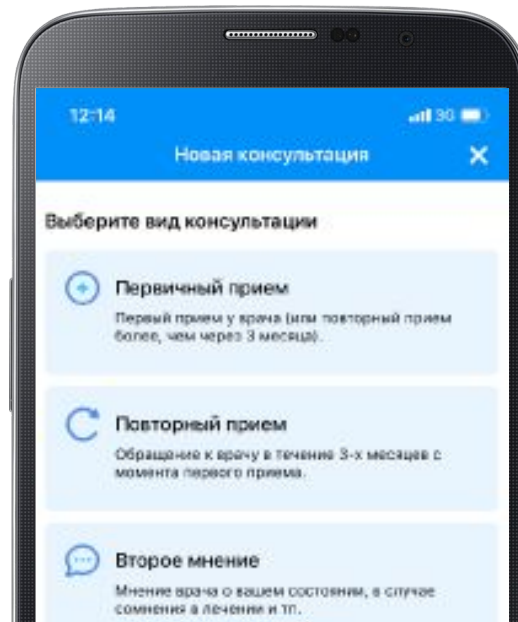 12:14
3G
Новая консультация
Выберите вид консультации
Первичный прием
Первый прием у врача (или повторный прием
более, чем через 3 месяца).
Повторный прием
Обращение к врачу в течение 3-х месяцев с
момента первого приема.
Второе мнение
Мнение врача о вашем состоянии, в случае
сомнения в лечении и тп.